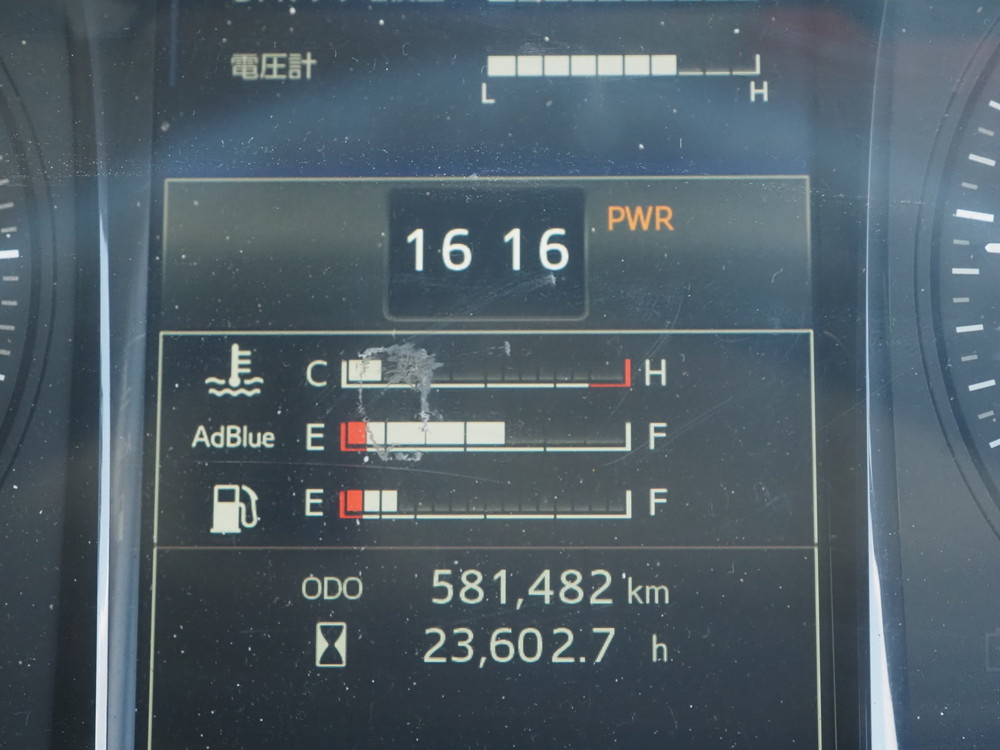 電圧計
L H
16 16 PWR
C H
AdBlue E F
E F
ODO 581,482 km
23,602.7 h